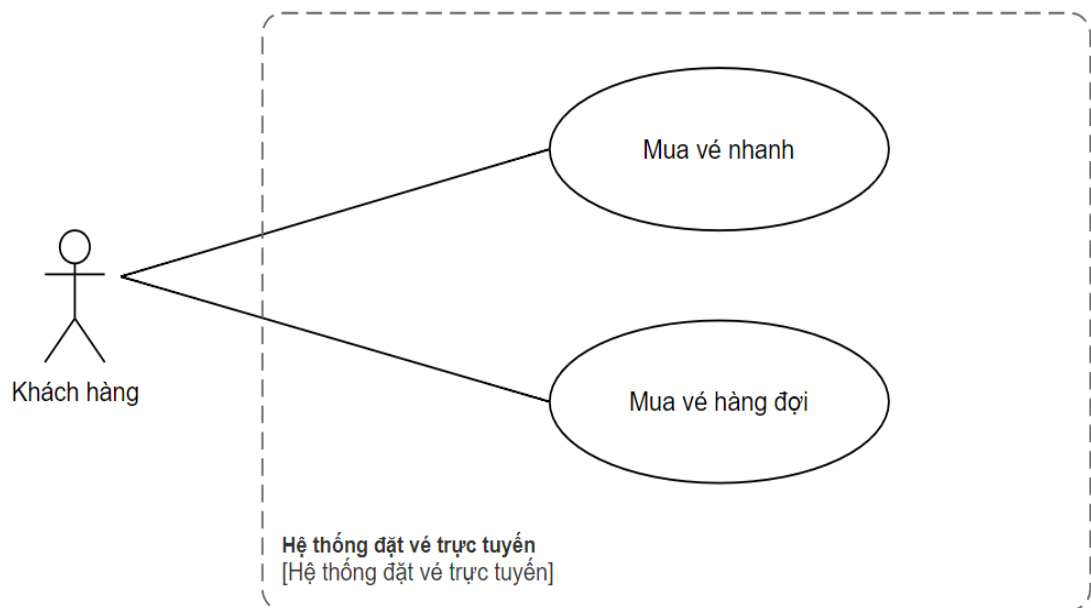 Mua vé nhanh
Khách hàng
Mua vé hàng đợi
Hệ thống đặt vé trực tuyến
[Hệ thống đặt vé trực tuyến]